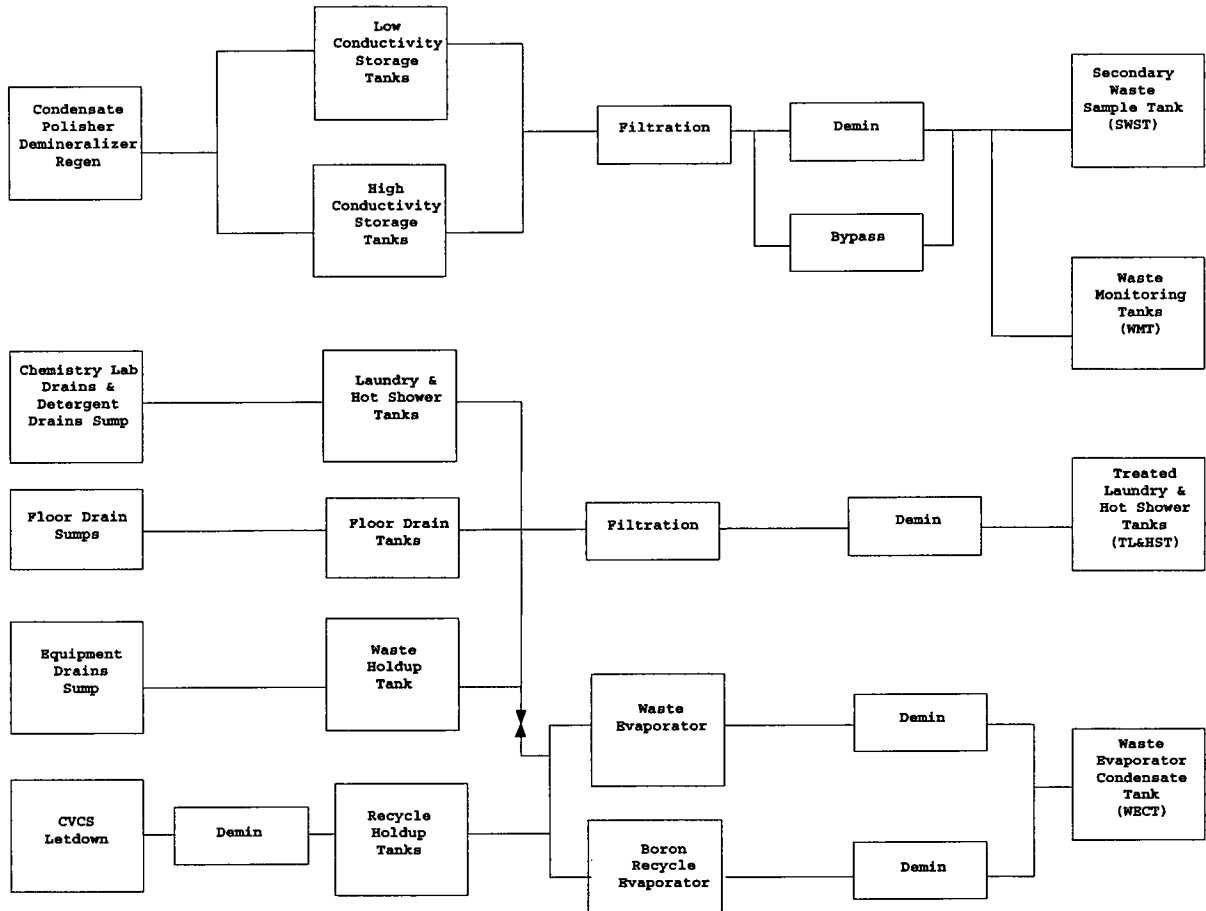 Low
Conductivity
Storage
Tanks
Condensate
Polisher
Demineralizer
Regen
High
Conductivity
Storage
Tanks
Filtration
Demin
Bypass
Secondary
Waste
Sample Tank
(SWST)
Waste
Monitoring
Tanks
(WMT)
Chemistry Lab
Drains &
Detergent
Drains Sump
Laundry &
Hot Shower
Tanks
Floor Drain
Sumps
Floor Drain
Tanks
Filtration
Demin
Treated
Laundry &
Hot Shower
Tanks
(TL&HST)
Equipment
Drains
Sump
Waste
Holdup
Tank
Waste
Evaporator
Demin
Waste
Evaporator
Condensate
Tank
(WECT)
CVCS
Letdown
Demin
Recycle
Holdup
Tanks
Boron
Recycle
Evaporator
Demin